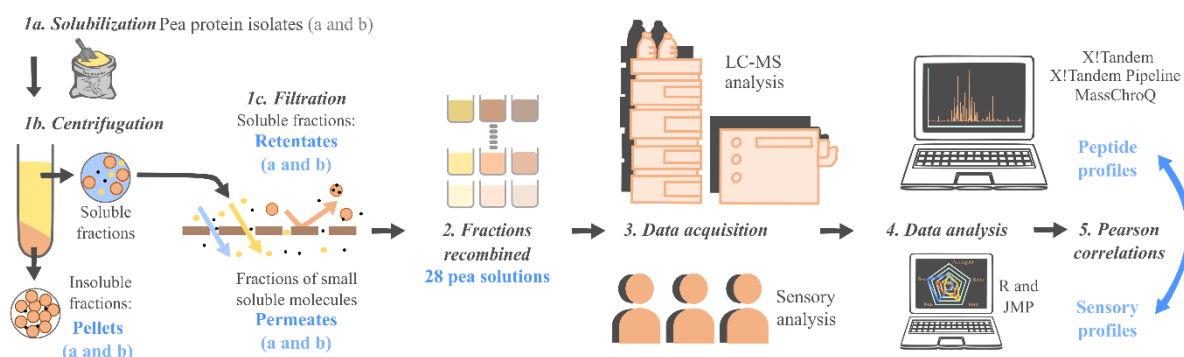 1a. Solubilization Pea protein isolates (a and b)
1b. Centrifugation
Soluble
fractions
Insoluble
fractions:
Pellets
(a and b)
1c. Filtration
Soluble fractions:
Retentates
(a and b)
Fractions of small
soluble molecules
Permeates
(a and b)
2. Fractions
recombined
28 pea solutions
LC-MS
analysis
3. Data acquisition
Sensory
analysis
X!Tandem
X!Tandem Pipeline
MassChroQ
4. Data analysis
R and
JMP
Peptide
profiles
5. Pearson
correlations
Sensory
profiles